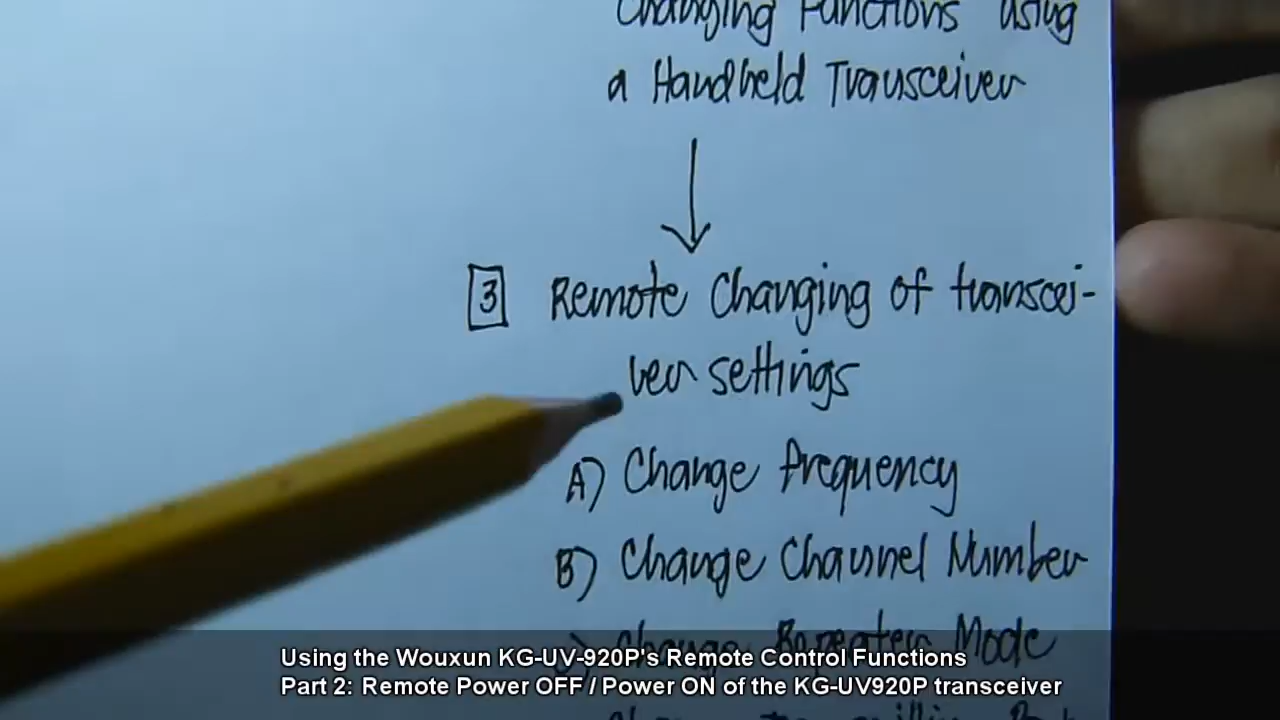 Changing Functions using
a Handheld Transceiver
3 Remote Changing of transcei-
ver settings
A) Change frequency
B) Change Channel Number
C) Change Repeater Mode
Using the Wouxun KG-UV-920P's Remote Control Functions
Part 2: Remote Power OFF / Power ON of the KG-UV920P transceiver